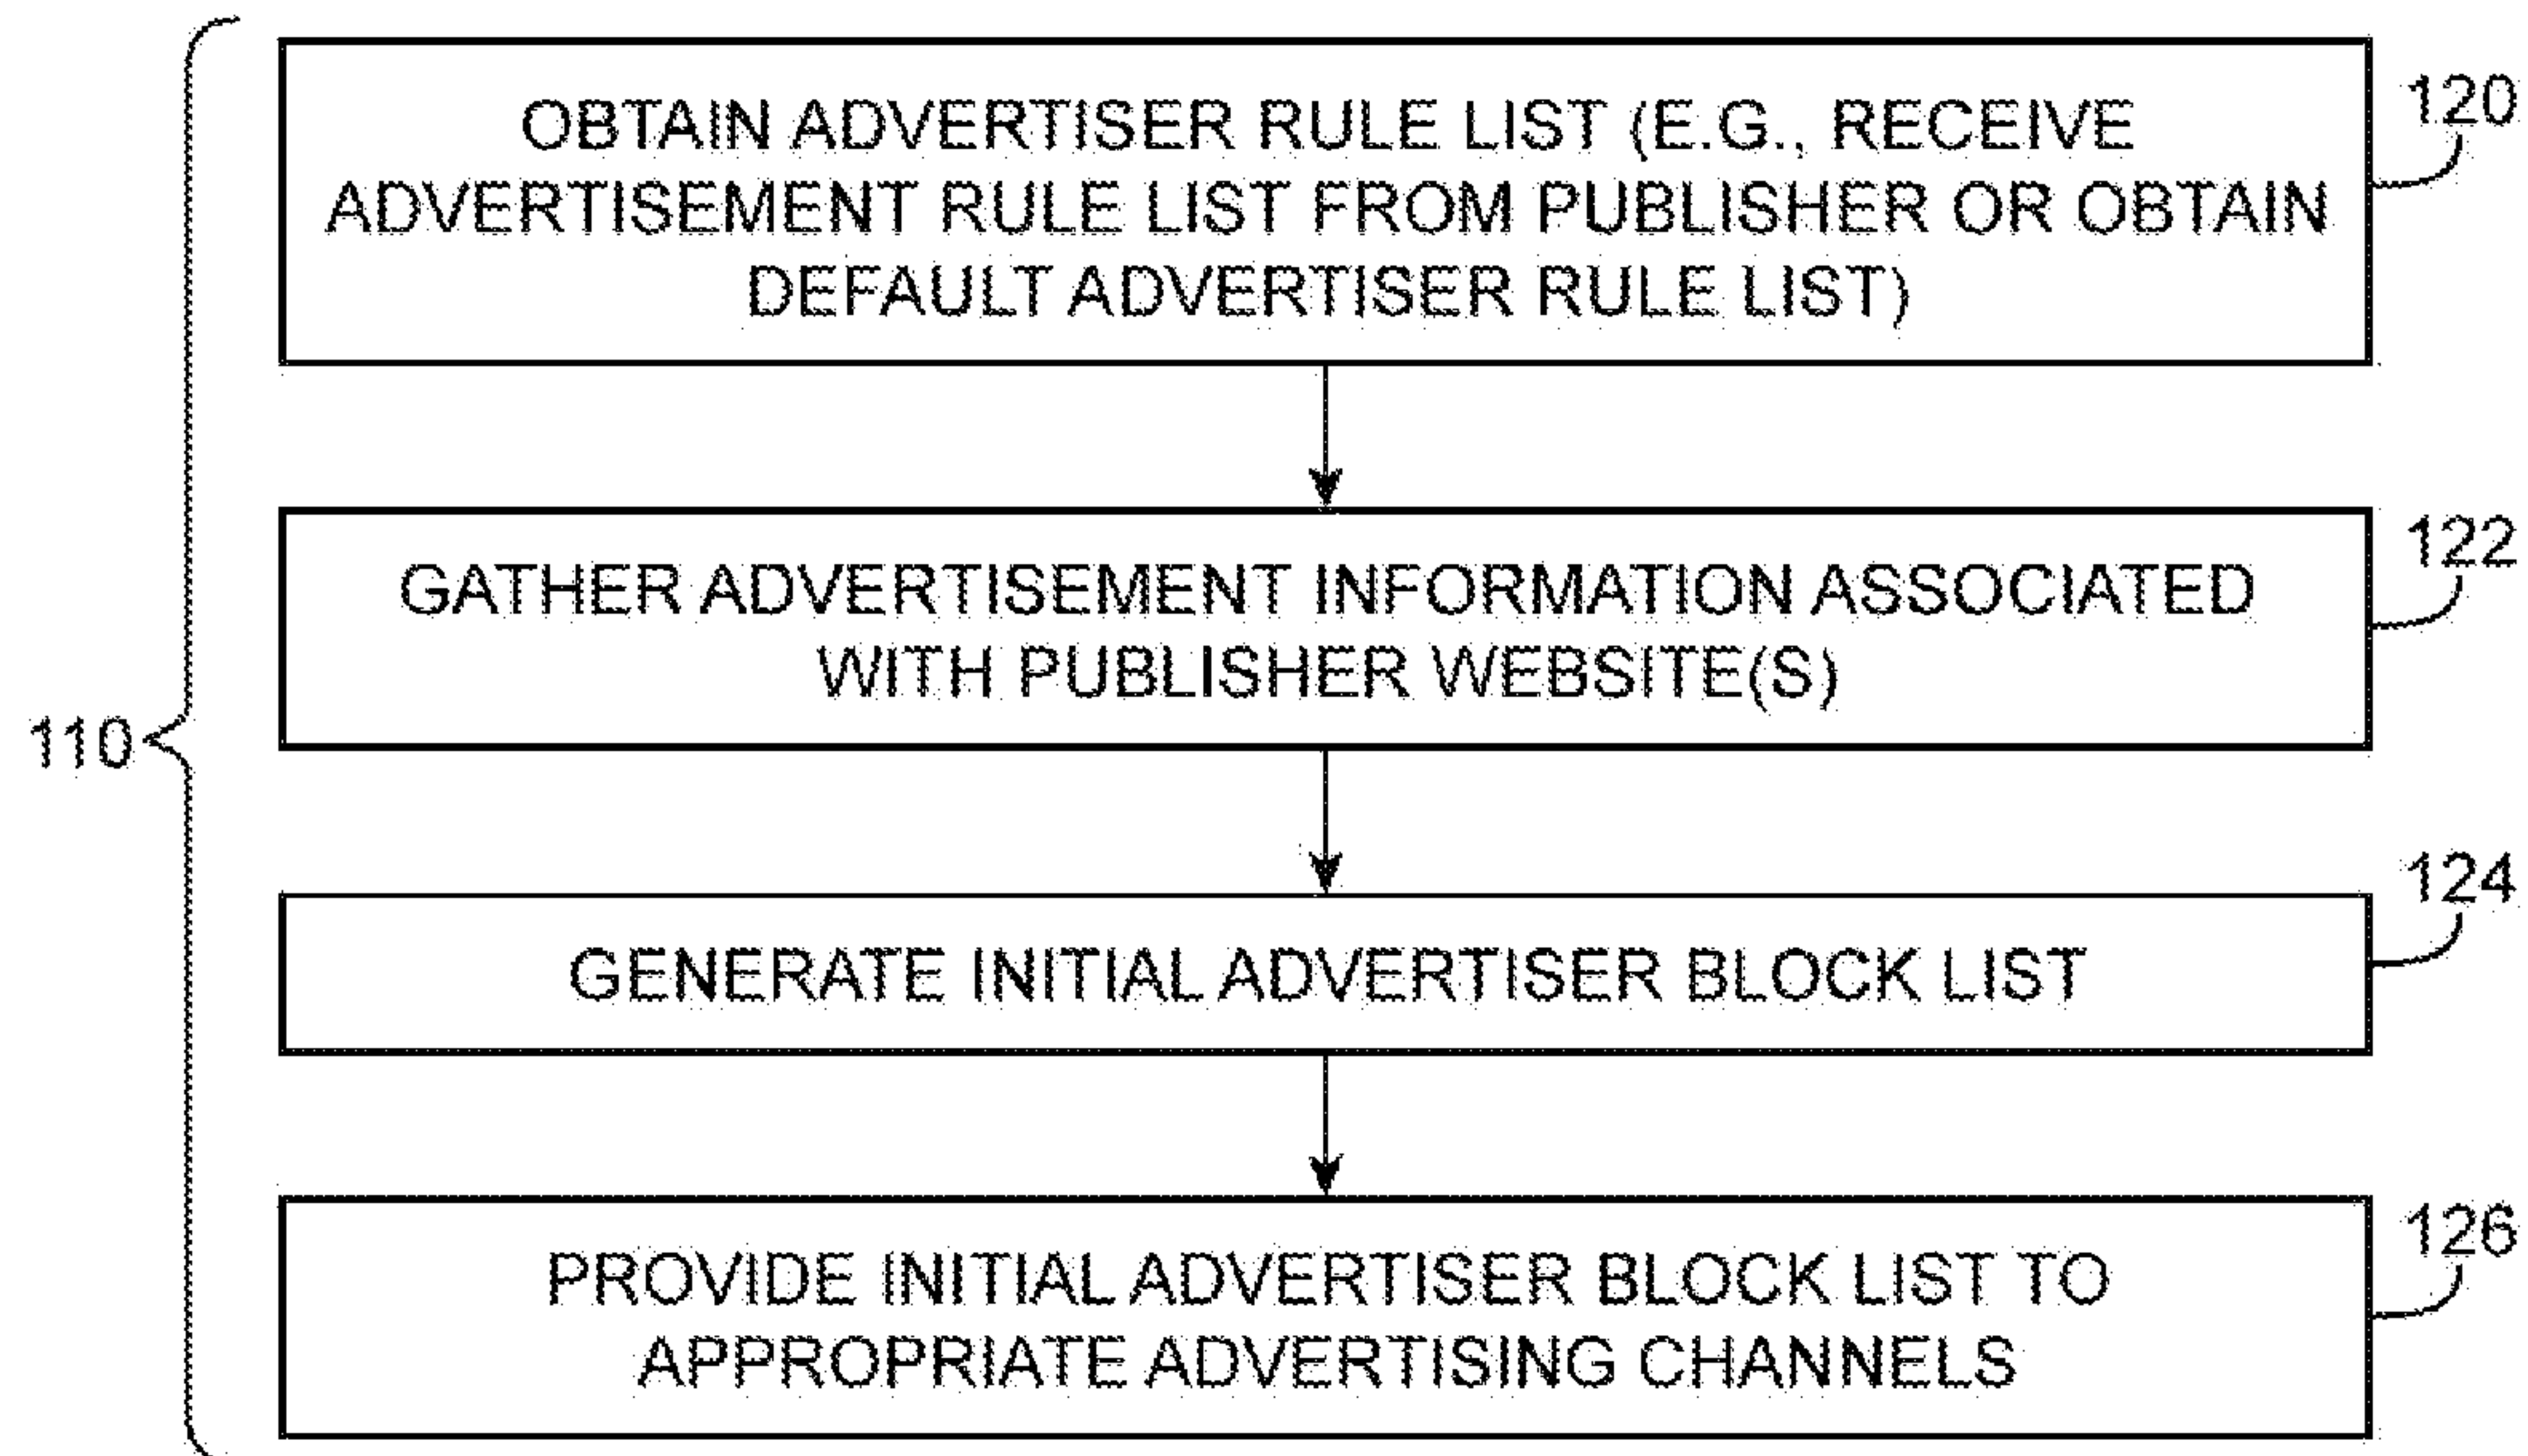 OBTAIN ADVERTISER RULE LIST (E.G., RECEIVE
ADVERTISEMENT RULE LIST FROM PUBLISHER OR OBTAIN
DEFAULT ADVERTISER RULE LIST)
120
GATHER ADVERTISEMENT INFORMATION ASSOCIATED
WITH PUBLISHER WEBSITE(S)
122
110
GENERATE INITIAL ADVERTISER BLOCK LIST
124
PROVIDE INITIAL ADVERTISER BLOCK LIST TO
APPROPRIATE ADVERTISING CHANNELS
126